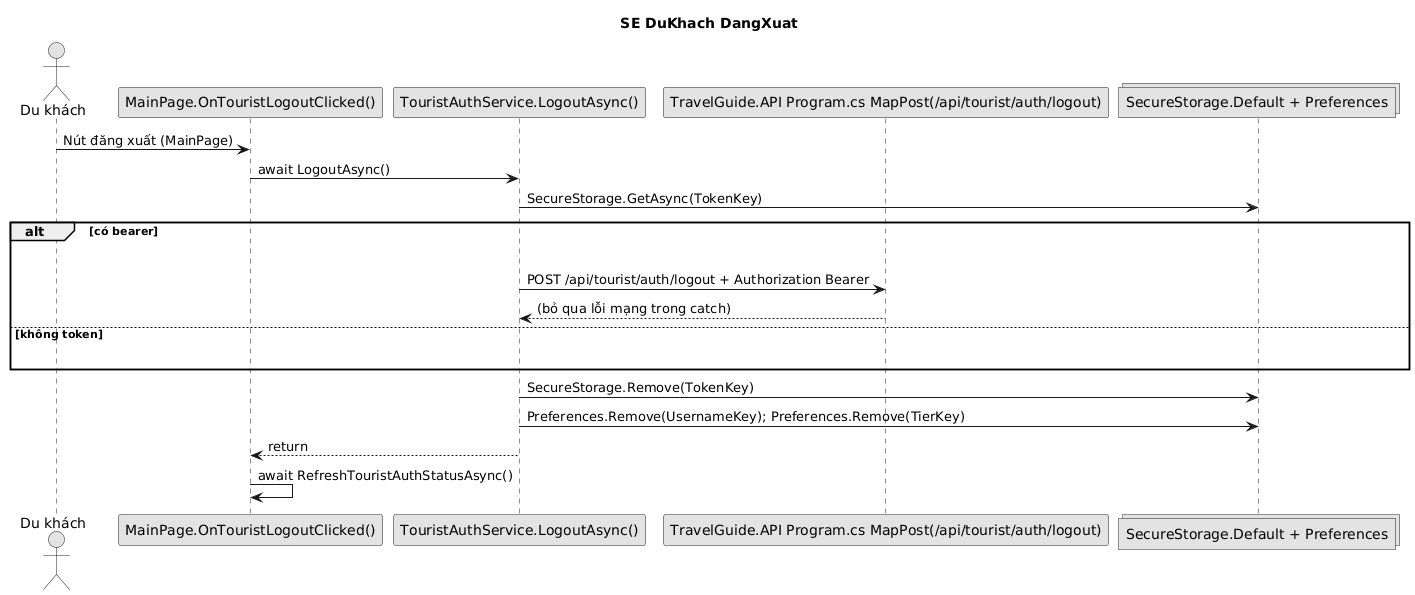 SE DuKhach DangXuat
Du khách
MainPage.OnTouristLogoutClicked()
TouristAuthService.LogoutAsync()
TravelGuide.API Program.cs MapPost(/api/tourist/auth/logout)
SecureStorage.Default + Preferences
Nút đăng xuất (MainPage)
await LogoutAsync()
SecureStorage.GetAsync(TokenKey)
alt
[có bearer]
POST /api/tourist/auth/logout + Authorization Bearer
(bỏ qua lỗi mạng trong catch)
[không token]
SecureStorage.Remove(TokenKey)
Preferences.Remove(UsernameKey); Preferences.Remove(TierKey)
return
await RefreshTouristAuthStatusAsync()
Du khách
MainPage.OnTouristLogoutClicked()
TouristAuthService.LogoutAsync()
TravelGuide.API Program.cs MapPost(/api/tourist/auth/logout)
SecureStorage.Default + Preferences